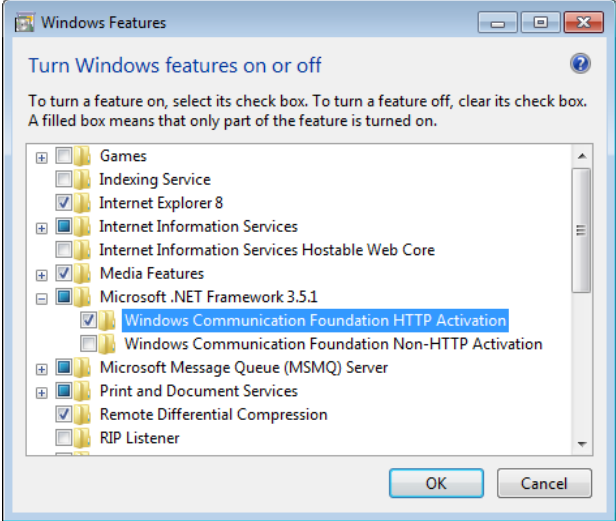 Windows Features
Turn Windows features on or off
To turn a feature on, select its check box. To turn a feature off, clear its check box.
A filled box means that only part of the feature is turned on.
Games
Indexing Service
Internet Explorer 8
Internet Information Services
Internet Information Services Hostable Web Core
Media Features
Microsoft .NET Framework 3.5.1
Windows Communication Foundation HTTP Activation
Windows Communication Foundation Non-HTTP Activation
Microsoft Message Queue (MSMQ) Server
Print and Document Services
Remote Differential Compression
RIP Listener
OK Cancel